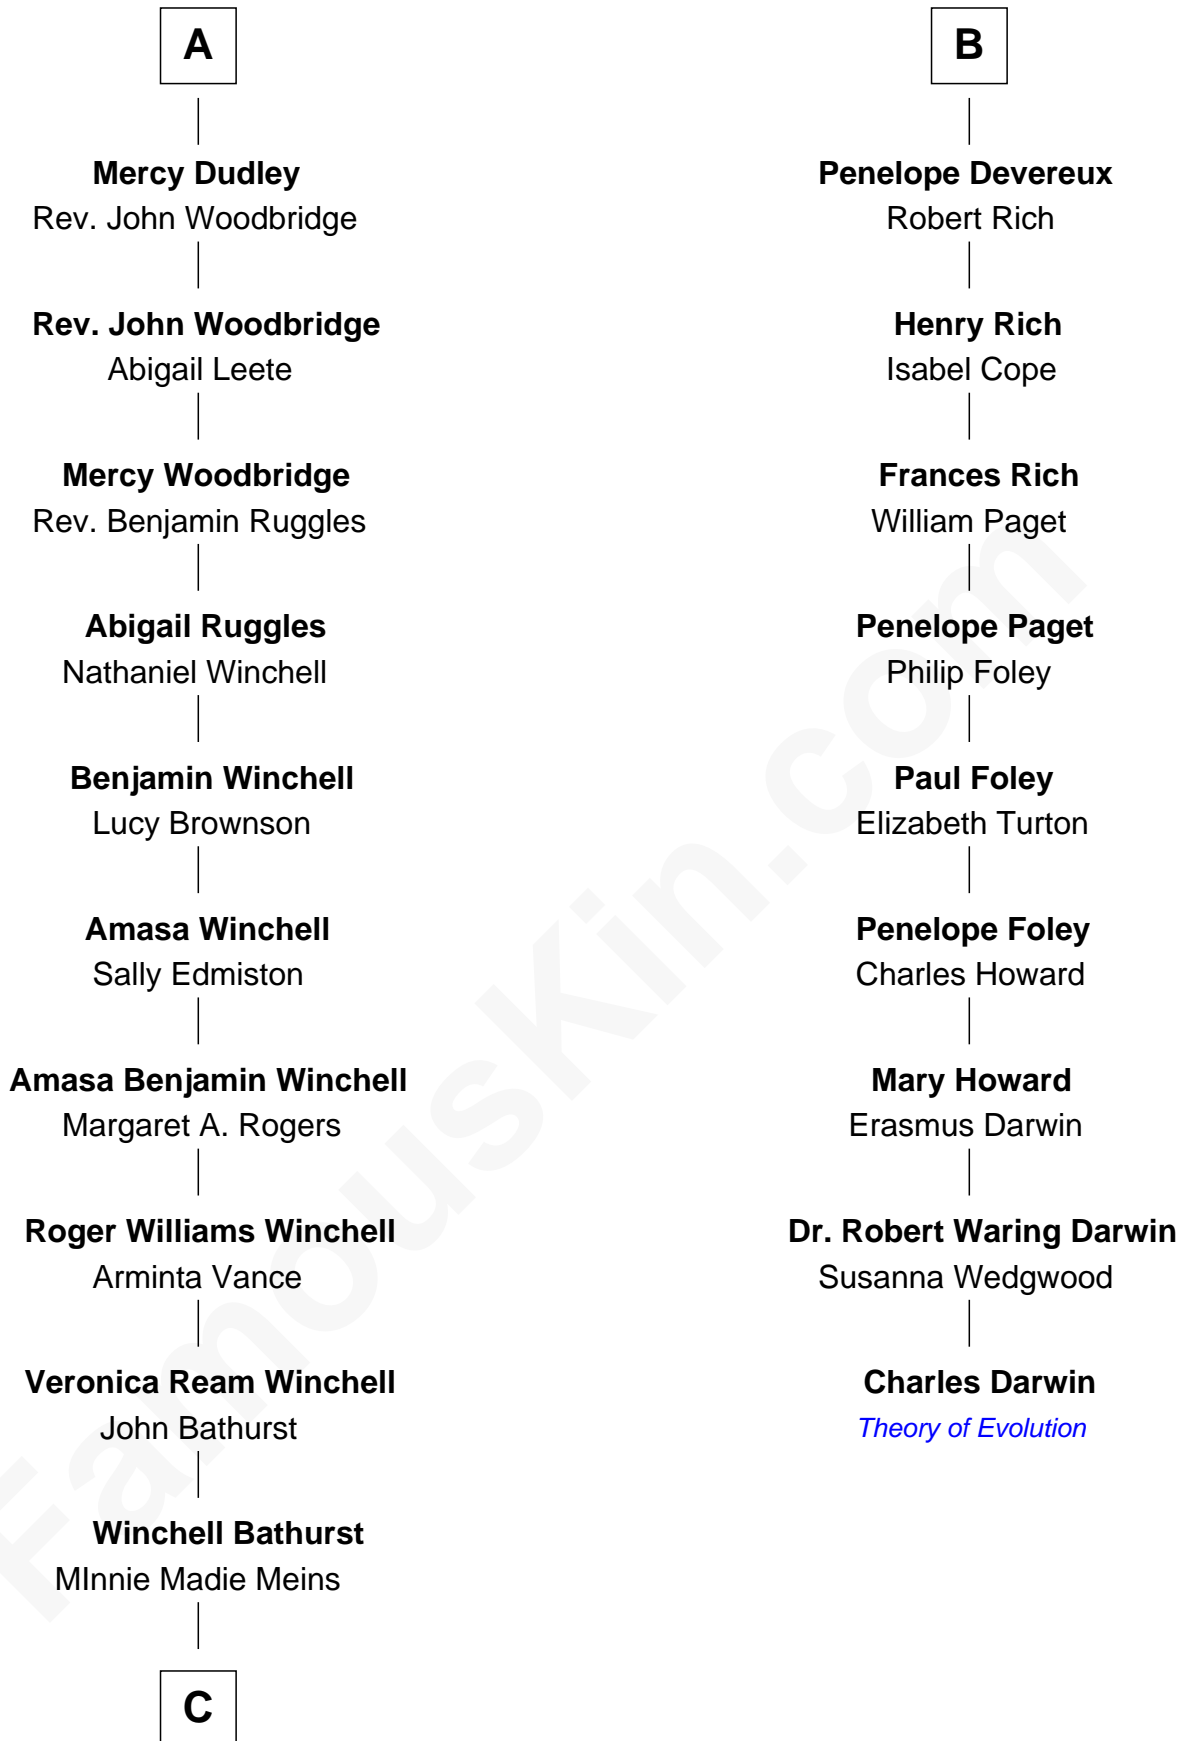 A
Mercy Dudley
Rev. John Woodbridge
Rev. John Woodbridge
Abigail Leete
Mercy Woodbridge
Rev. Benjamin Ruggles
Abigail Ruggles
Nathaniel Winchell
Benjamin Winchell
Lucy Brownson
Amasa Winchell
Sally Edmiston
Amasa Benjamin Winchell
Margaret A. Rogers
Roger Williams Winchell
Arminta Vance
Veronica Ream Winchell
John Bathurst
Winchell Bathurst
MInnie Madie Meins
C
B
Penelope Devereux
Robert Rich
Henry Rich
Isabel Cope
Frances Rich
William Paget
Penelope Paget
Philip Foley
Paul Foley
Elizabeth Turton
Penelope Foley
Charles Howard
Mary Howard
Erasmus Darwin
Dr. Robert Waring Darwin
Susanna Wedgwood
Charles Darwin
Theory of Evolution
FamousKin.com